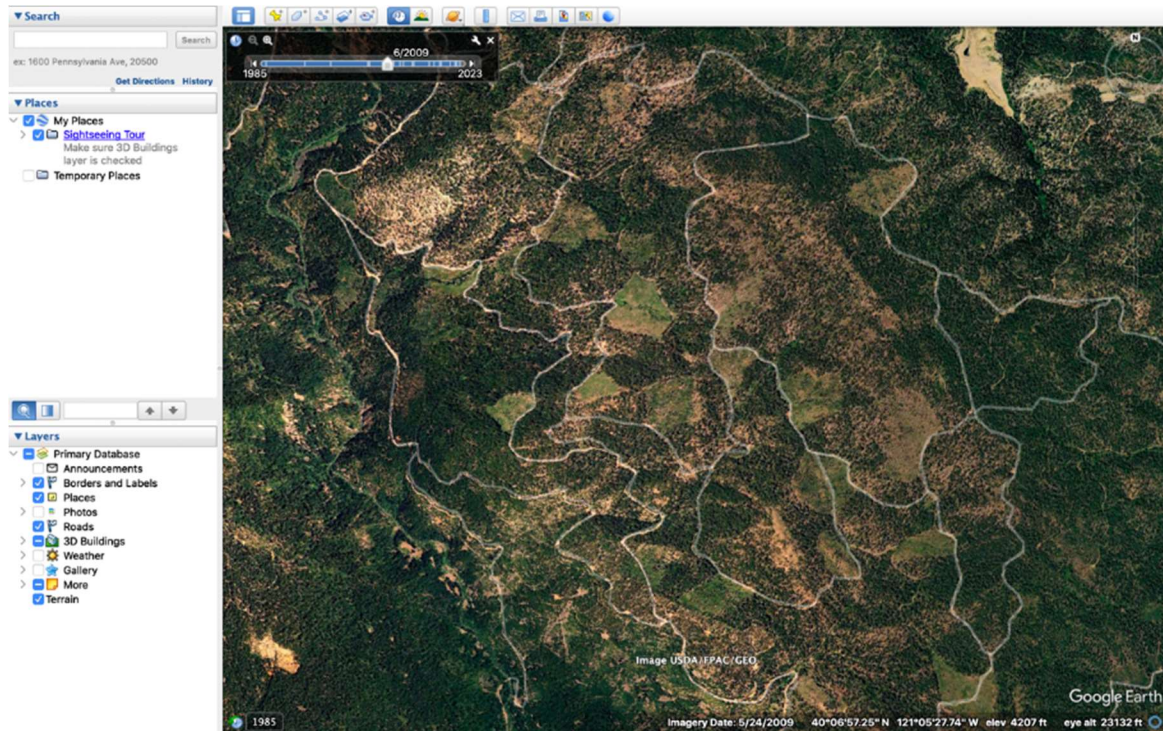 Search
Search
ex: 1600 Pennsylvania Ave, 20500
Get Directions History
Places
My Places
Sightseeing Tour
Make sure 3D Buildings
layer is checked
Temporary Places
Layers
Primary Database
Announcements
Borders and Labels
Places
Photos
Roads
3D Buildings
Weather
Gallery
More
Terrain
6/2009
1985 2023
N
Image USDA/FPAC/GEO
Google Earth
1985
Imagery Date: 5/24/2009 40°06'57.25" N 121°05'27.74" W elev 4207 ft eye alt 23132 ft